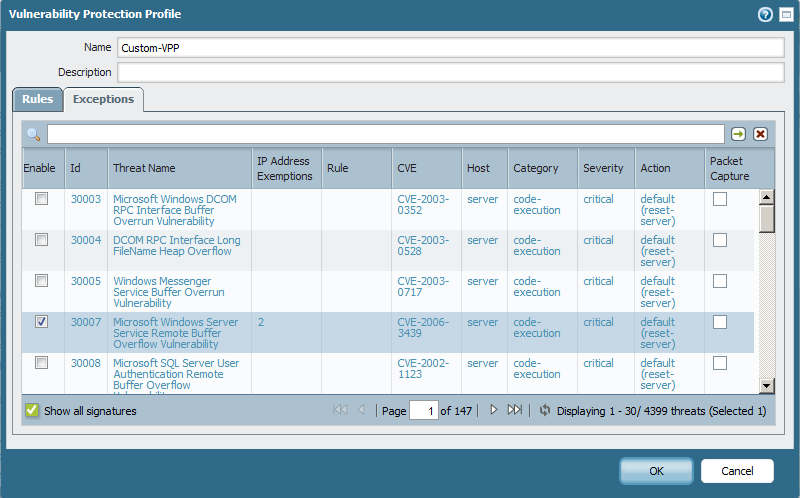 Vulnerability Protection Profile
Name Custom-VPP
Description
Rules Exceptions
Enable Id Threat Name IP Address Exemptions Rule CVE Host Category Severity Action Packet Capture
30003 Microsoft Windows DCOM CVE-2003- server code- critical default
RPC Interface Buffer 0352 execution (reset-
Overrun Vulnerability server)
30004 DCOM RPC Interface Long CVE-2003- server code- critical default
FileName Heap Overflow 0528 execution (reset-
server)
30005 Windows Messenger CVE-2003- server code- critical default
Service Buffer Overrun 0717 execution (reset-
Vulnerability server)
30007 Microsoft Windows Server 2 CVE-2006- server code- critical default
Service Remote Buffer 3439 execution (reset-
Overflow Vulnerability server)
30008 Microsoft SQL Server User CVE-2002- server code- critical default
Authentication Remote 1123 execution (reset-
Buffer Overflow server)
Show all signatures Page 1 of 147 Displaying 1 - 30/ 4399 threats (Selected 1)
OK Cancel